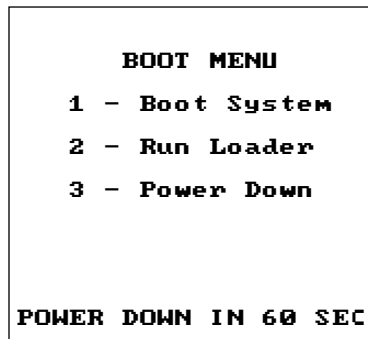 BOOT MENU
1 - Boot System
2 - Run Loader
3 - Power Down
POWER DOWN IN 60 SEC